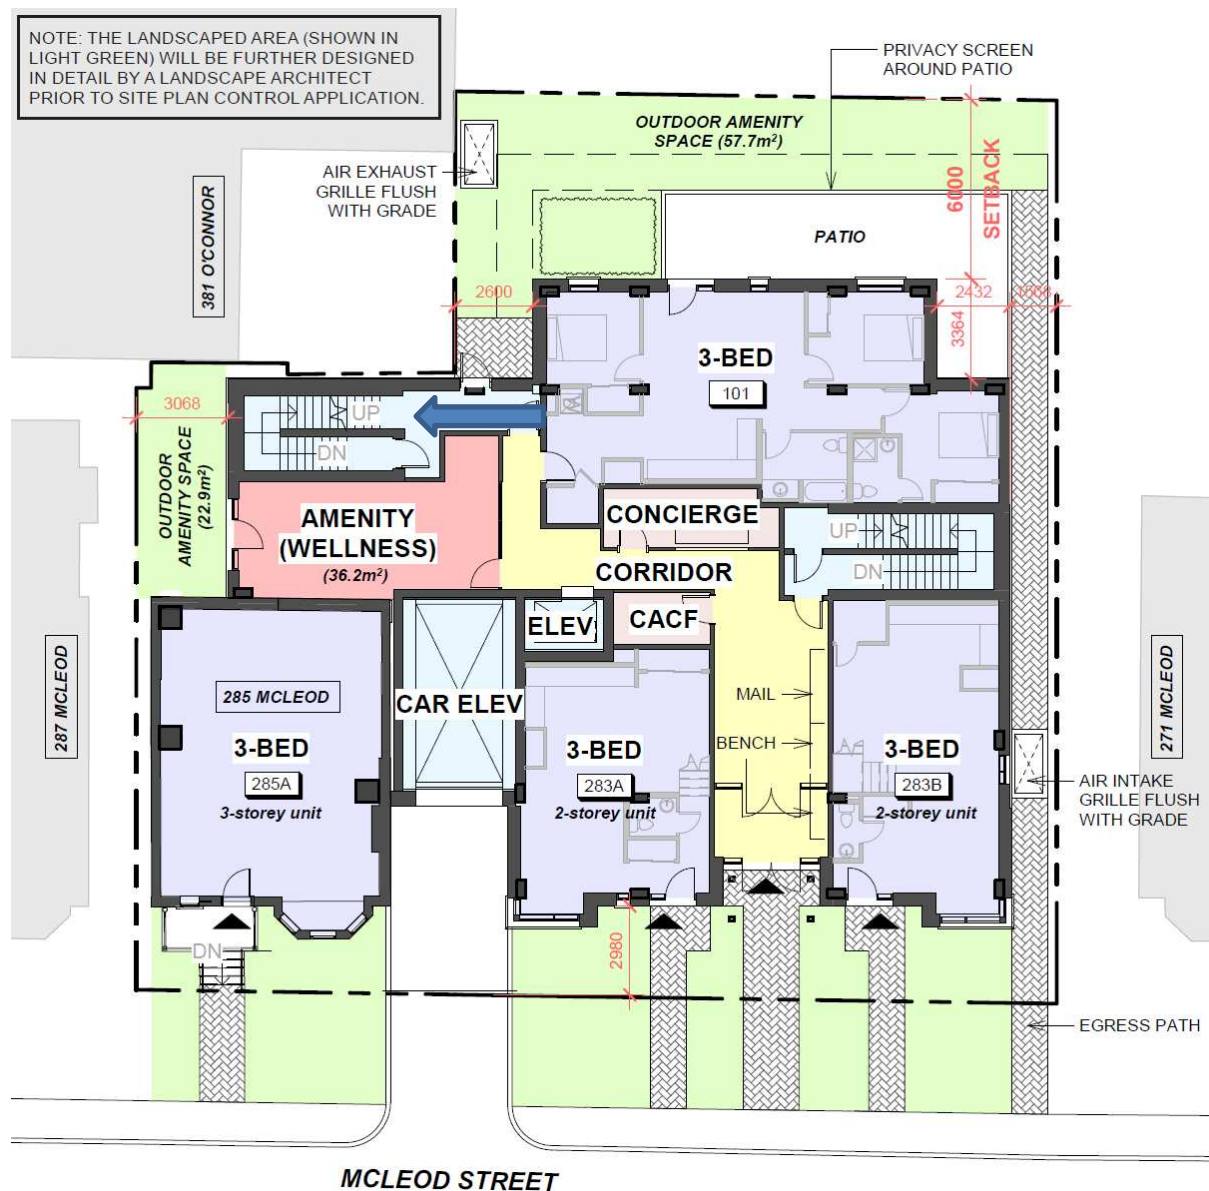 NOTE: THE LANDSCAPED AREA (SHOWN IN
LIGHT GREEN) WILL BE FURTHER DESIGNED
IN DETAIL BY A LANDSCAPE ARCHITECT
PRIOR TO SITE PLAN CONTROL APPLICATION.
PRIVACY SCREEN
AROUND PATIO
OUTDOOR AMENITY
SPACE (57.7m²)
AIR EXHAUST
GRILLE FLUSH
WITH GRADE
381 O'CONNOR
6000
SETBACK
PATIO
2600
2432
3364
3-BED
101
3068
UP
DN
OUTDOOR
AMENITY SPACE
(22.9m²)
AMENITY
(WELLNESS)
(36.2m²)
CONCIERGE
CORRIDOR
UP
DN
ELEV
CACF
287 MCLEOD
285 MCLEOD
3-BED
285A
3-storey unit
CAR ELEV
3-BED
283A
2-storey unit
MAIL
BENCH
3-BED
283B
2-storey unit
271 MCLEOD
AIR INTAKE
GRILLE FLUSH
WITH GRADE
DN
2980
EGRESS PATH
MCLEOD STREET